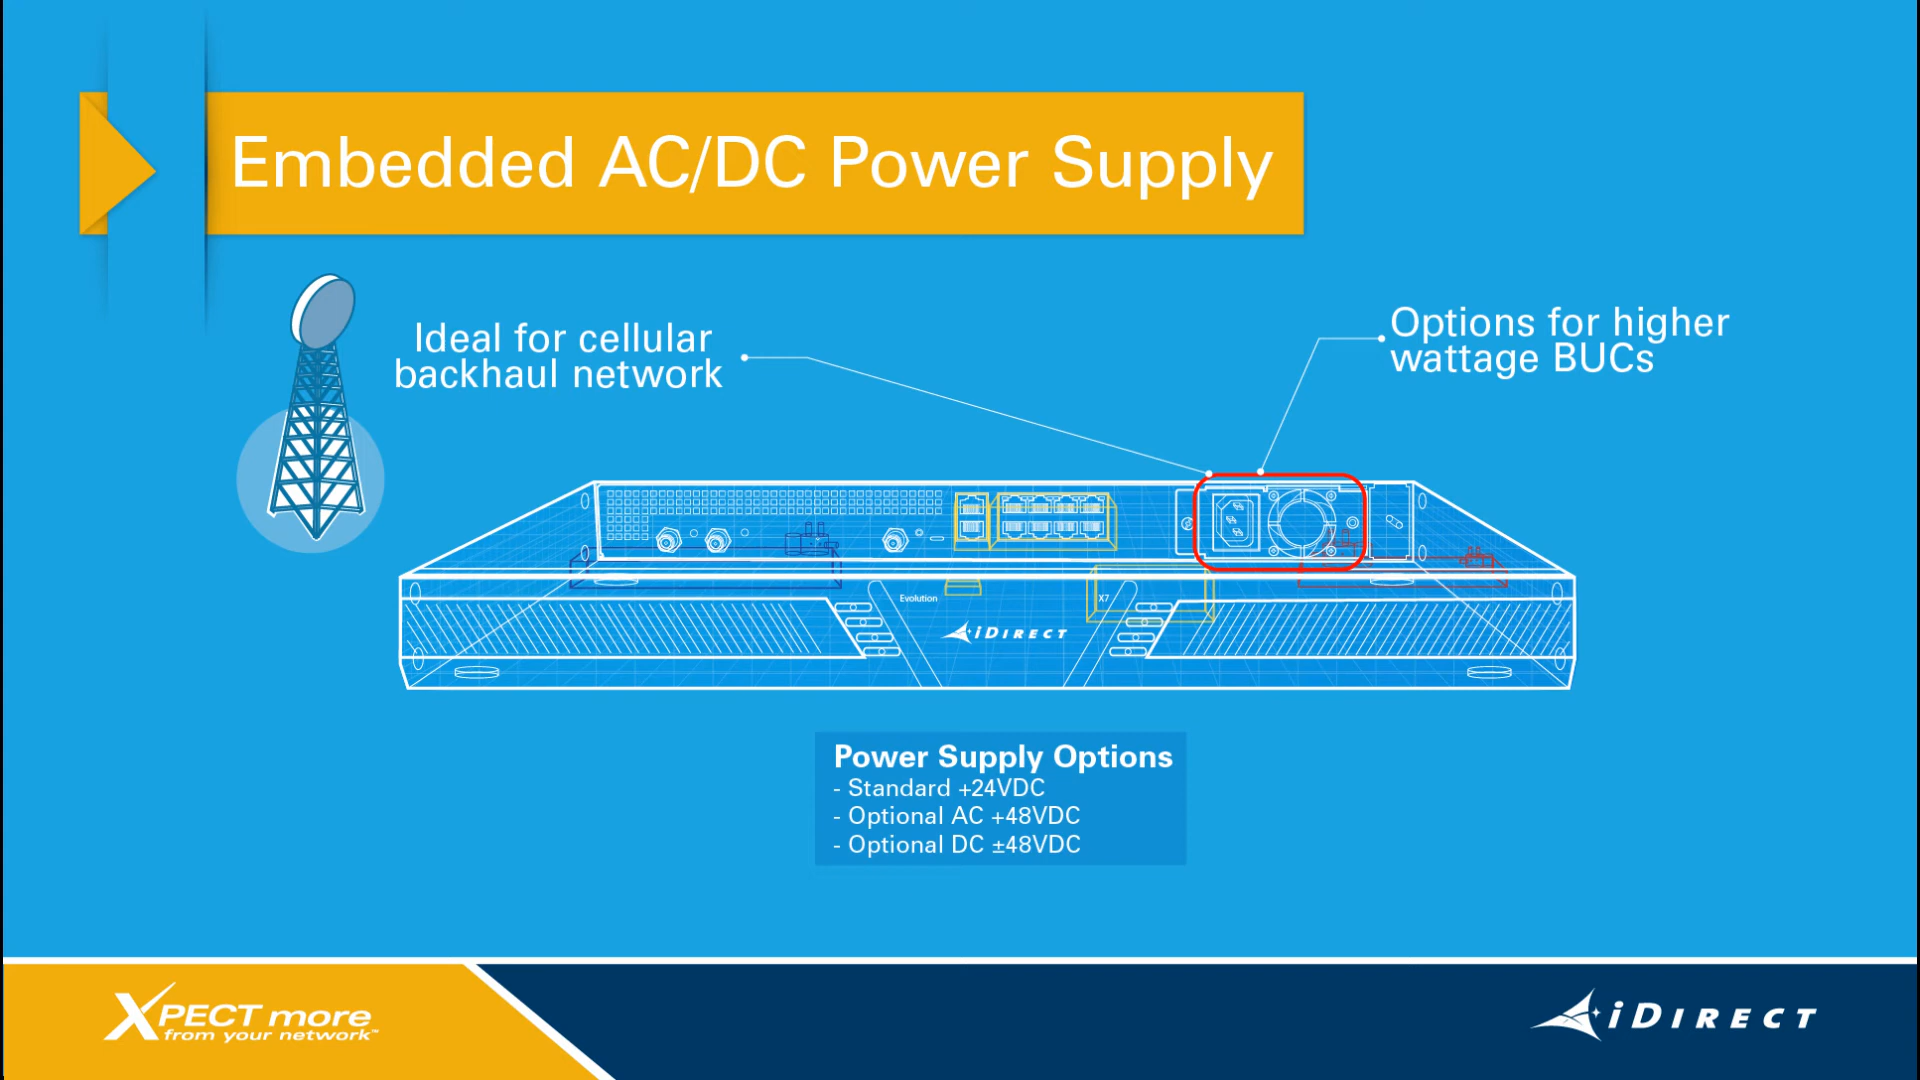 Embedded AC/DC Power Supply
Ideal for cellular
backhaul network
Options for higher
wattage BUCs
Evolution
X7
iDIRECT
Power Supply Options
- Standard +24VDC
- Optional AC +48VDC
- Optional DC ±48VDC
XPECT more
from your network™
iDIRECT